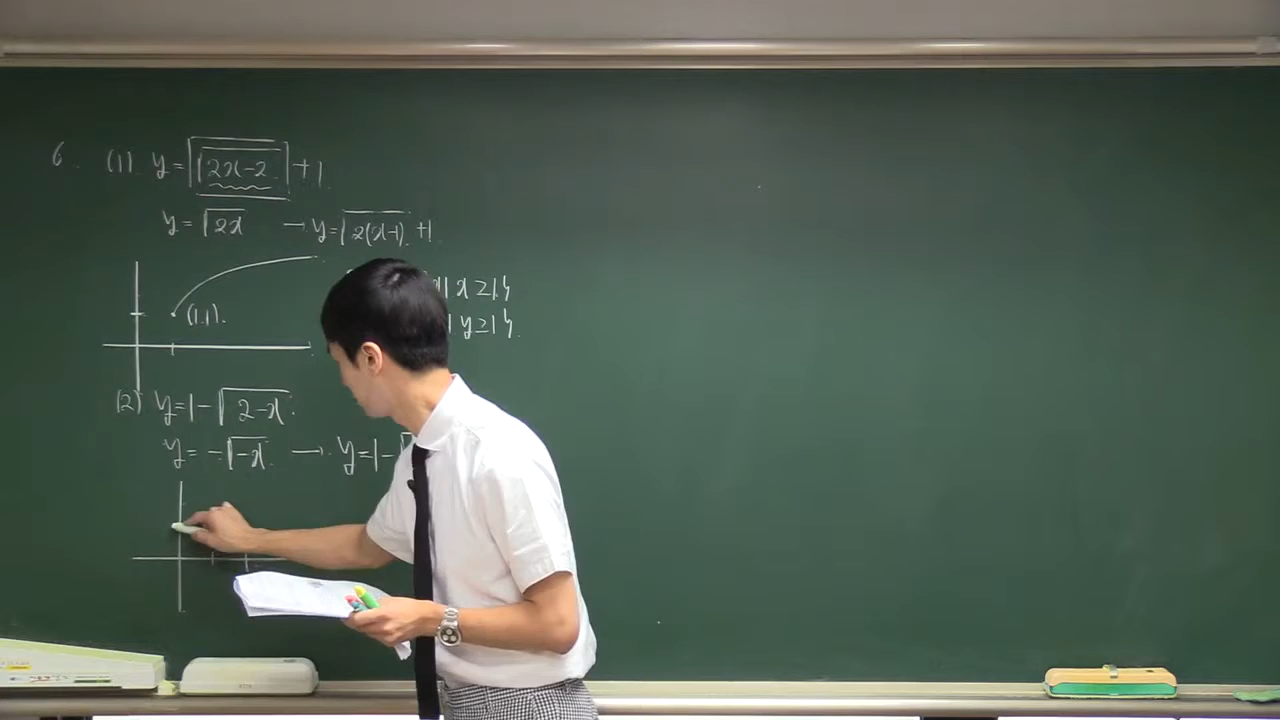 6. (1) y=√2x-2 +1
y=√2x → y=√2(x-1) +1
(1,1).
x≥1}
y≥1}.
(2) y=1-√2-x.
y=-√-x. → y=1-